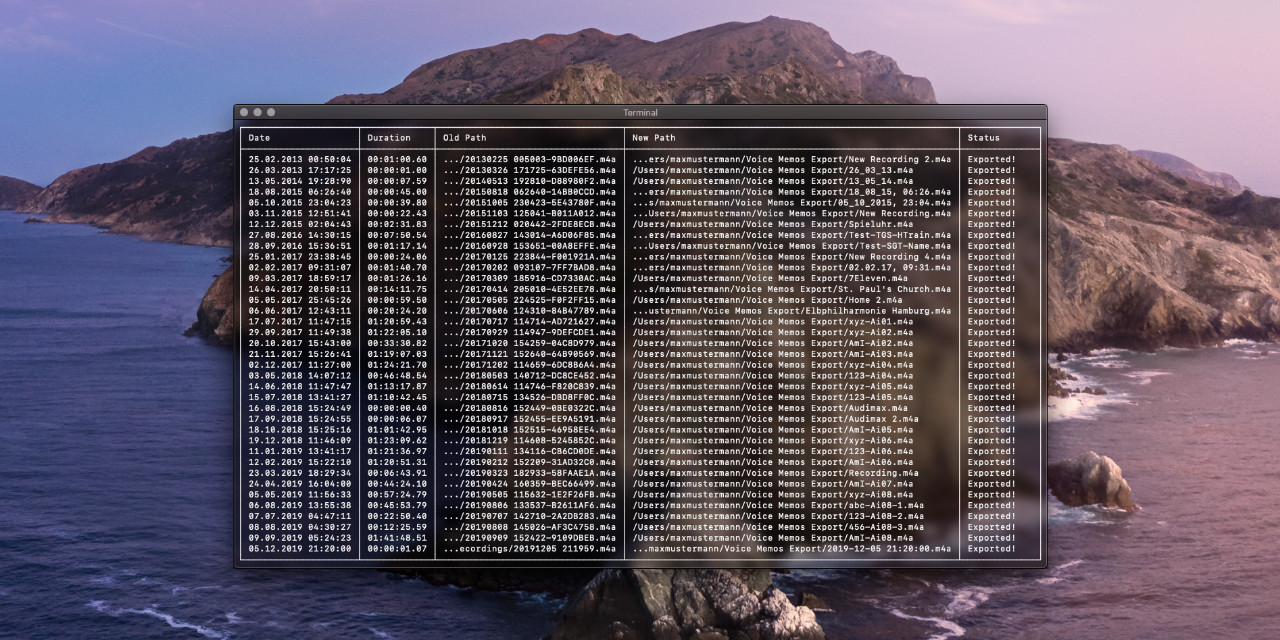 Terminal
Date Duration Old Path New Path Status
25.02.2013 00:50:04 00:01:00.60 .../20130225 005003-9BD006EF.m4a ...ers/maxmustermann/Voice Memos Export/New Recording 2.m4a Exported!
26.03.2013 17:17:25 00:00:01.00 .../20130326 171725-63DEFE56.m4a /Users/maxmustermann/Voice Memos Export/26_03_13.m4a Exported!
13.05.2014 19:28:90 00:00:07.59 .../20140513 192810-D88980F2.m4a /Users/maxmustermann/Voice Memos Export/13_05_14.m4a Exported!
18.08.2015 06:26:40 00:00:45.00 .../20150818 062640-14BB0CCD.m4a ...ers/maxmustermann/Voice Memos Export/18_08_15, 06:26.m4a Exported!
05.10.2015 23:04:23 00:00:39.80 .../20151005 230423-5E43780F.m4a ...s/maxmustermann/Voice Memos Export/05_10_2015, 23:04.m4a Exported!
03.11.2015 12:51:41 00:00:22.43 .../20151103 125041-B011A012.m4a ...Users/maxmustermann/Voice Memos Export/New Recording.m4a Exported!
12.12.2015 02:04:43 00:02:31.83 .../20151212 020442-2FDE8ECB.m4a /Users/maxmustermann/Voice Memos Export/Spieluhr.m4a Exported!
27.08.2016 14:30:15 00:07:50.54 .../20160827 143014-A6D06FB5.m4a ...ers/maxmustermann/Voice Memos Export/Test-TGS-HTrain.m4a Exported!
28.09.2016 15:36:51 00:01:17.14 .../20160928 153651-00A8EFFE.m4a ...Users/maxmustermann/Voice Memos Export/Test-SGT-Name.m4a Exported!
25.01.2017 23:38:45 00:00:24.06 .../20170125 223844-F001921A.m4a ...ers/maxmustermann/Voice Memos Export/New Recording 4.m4a Exported!
02.02.2017 09:31:07 00:01:40.70 .../20170202 093107-7FF78AD8.m4a ...ers/maxmustermann/Voice Memos Export/02.02.17, 09:31.m4a Exported!
09.03.2017 18:59:17 00:01:26.16 .../20170309 185916-CD7330AC.m4a /Users/maxmustermann/Voice Memos Export/7Eleven.m4a Exported!
14.04.2017 20:50:11 00:14:11.75 .../20170414 205010-4E52EE78.m4a ...s/maxmustermann/Voice Memos Export/St. Paul's Church.m4a Exported!
05.05.2017 25:45:26 00:00:59.50 .../20170505 224525-F0F2FF15.m4a /Users/maxmustermann/Voice Memos Export/Home 2.m4a Exported!
06.06.2017 12:43:11 00:20:24.20 .../20170606 124310-84B47789.m4a ...ustermann/Voice Memos Export/Elbphilharmonie Hamburg.m4a Exported!
17.07.2017 11:47:15 01:20:59.43 .../20170717 114714-AD721627.m4a /Users/maxmustermann/Voice Memos Export/xyz-Ai01.m4a Exported!
29.09.2017 11:49:38 01:22:05.10 .../20170929 114947-9DEFCDE1.m4a /Users/maxmustermann/Voice Memos Export/xyz-Ai02.m4a Exported!
20.10.2017 15:43:00 00:33:30.82 .../20171020 154259-04C8D979.m4a /Users/maxmustermann/Voice Memos Export/AmI-Ai02.m4a Exported!
21.11.2017 15:26:41 01:19:07.03 .../20171121 152640-64B90569.m4a /Users/maxmustermann/Voice Memos Export/AmI-Ai03.m4a Exported!
02.12.2017 11:27:00 01:24:21.70 .../20171202 114659-6DC886A4.m4a /Users/maxmustermann/Voice Memos Export/xyz-Ai04.m4a Exported!
03.05.2018 14:07:12 00:46:48.54 .../20180503 140712-DC8CE452.m4a /Users/maxmustermann/Voice Memos Export/123-Ai04.m4a Exported!
14.06.2018 11:47:47 01:13:17.87 .../20180614 114746-F820C839.m4a /Users/maxmustermann/Voice Memos Export/xyz-Ai05.m4a Exported!
15.07.2018 13:41:27 01:10:42.45 .../20180715 134526-DBD8FF0C.m4a /Users/maxmustermann/Voice Memos Export/123-Ai05.m4a Exported!
16.08.2018 15:24:49 00:00:00.40 .../20180816 152449-0BE0322C.m4a /Users/maxmustermann/Voice Memos Export/Audimax.m4a Exported!
17.09.2018 15:24:55 00:00:06.07 .../20180917 152455-EE9A5191.m4a /Users/maxmustermann/Voice Memos Export/Audimax 2.m4a Exported!
18.10.2018 15:25:16 01:01:42.95 .../20181018 152515-46958EE4.m4a /Users/maxmustermann/Voice Memos Export/AmI-Ai05.m4a Exported!
19.12.2018 11:46:09 01:23:09.62 .../20181219 114608-5245852C.m4a /Users/maxmustermann/Voice Memos Export/xyz-Ai06.m4a Exported!
11.01.2019 13:41:17 01:21:36.97 .../20190111 134116-C86CD0DE.m4a /Users/maxmustermann/Voice Memos Export/123-Ai06.m4a Exported!
12.02.2019 15:22:10 01:20:51.31 .../20190212 152209-31AD32C0.m4a /Users/maxmustermann/Voice Memos Export/AmI-Ai06.m4a Exported!
23.03.2019 18:29:34 00:06:43.91 .../20190323 182933-58FAAE1A.m4a /Users/maxmustermann/Voice Memos Export/Recording.m4a Exported!
24.04.2019 16:04:00 00:44:24.10 .../20190424 160359-BEC66499.m4a /Users/maxmustermann/Voice Memos Export/AmI-Ai07.m4a Exported!
05.05.2019 11:56:33 00:57:24.79 .../20190505 115632-1E2F26FB.m4a /Users/maxmustermann/Voice Memos Export/xyz-Ai08.m4a Exported!
06.08.2019 13:55:38 00:45:53.79 .../20190806 133537-B2611AF6.m4a /Users/maxmustermann/Voice Memos Export/abc-Ai08-1.m4a Exported!
07.07.2019 04:47:11 00:22:50.40 .../20190707 142710-2A2DB283.m4a /Users/maxmustermann/Voice Memos Export/123-Ai08-2.m4a Exported!
08.08.2019 04:30:27 00:12:25.59 .../20190808 145026-AF3C4758.m4a /Users/maxmustermann/Voice Memos Export/456-Ai08-3.m4a Exported!
09.09.2019 05:24:23 01:41:48.51 .../20190909 152422-9109DBEB.m4a /Users/maxmustermann/Voice Memos Export/AmI-Ai08.m4a Exported!
05.12.2019 21:20:00 00:00:01.07 ...ecordings/20191205 211959.m4a ...maxmustermann/Voice Memos Export/2019-12-05 21:20:00.m4a Exported!